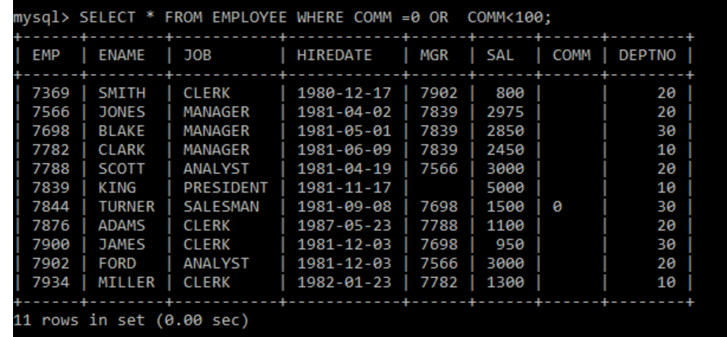 mysql> SELECT * FROM EMPLOYEE WHERE COMM =0 OR  COMM<100;
+------+--------+-----------+------------+------+------+------+--------+
| EMP  | ENAME  | JOB       | HIREDATE   | MGR  | SAL  | COMM | DEPTNO |
+------+--------+-----------+------------+------+------+------+--------+
| 7369 | SMITH  | CLERK     | 1980-12-17 | 7902 |  800 |      |     20 |
| 7566 | JONES  | MANAGER   | 1981-04-02 | 7839 | 2975 |      |     20 |
| 7698 | BLAKE  | MANAGER   | 1981-05-01 | 7839 | 2850 |      |     30 |
| 7782 | CLARK  | MANAGER   | 1981-06-09 | 7839 | 2450 |      |     10 |
| 7788 | SCOTT  | ANALYST   | 1981-04-19 | 7566 | 3000 |      |     20 |
| 7839 | KING   | PRESIDENT | 1981-11-17 |      | 5000 |      |     10 |
| 7844 | TURNER | SALESMAN  | 1981-09-08 | 7698 | 1500 | 0    |     30 |
| 7876 | ADAMS  | CLERK     | 1987-05-23 | 7788 | 1100 |      |     20 |
| 7900 | JAMES  | CLERK     | 1981-12-03 | 7698 |  950 |      |     30 |
| 7902 | FORD   | ANALYST   | 1981-12-03 | 7566 | 3000 |      |     20 |
| 7934 | MILLER | CLERK     | 1982-01-23 | 7782 | 1300 |      |     10 |
+------+--------+-----------+------------+------+------+------+--------+
11 rows in set (0.00 sec)